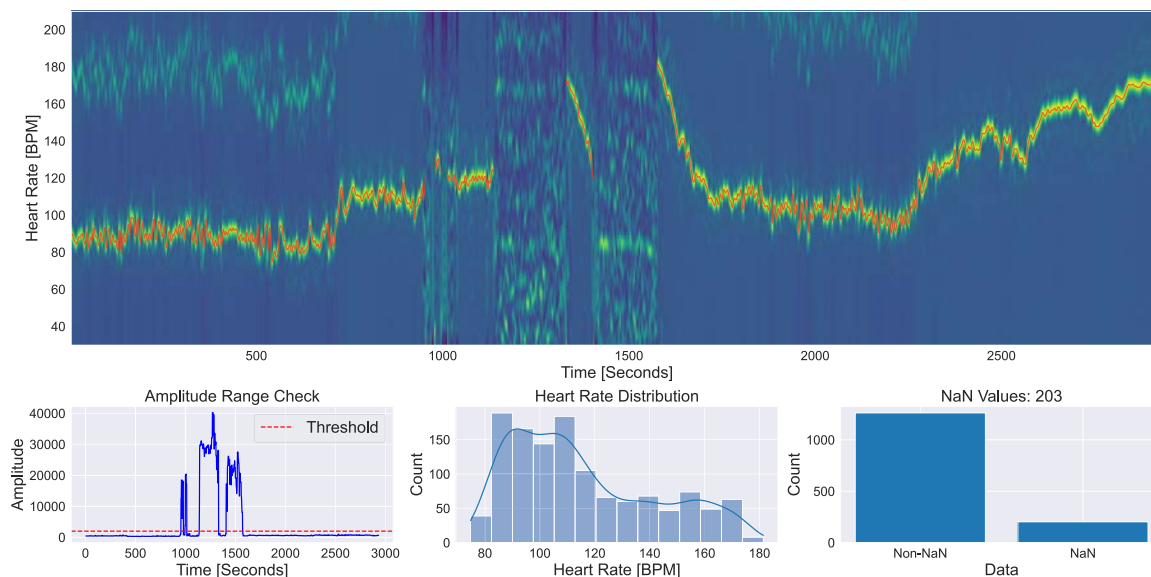 200
180
160
140
120
100
80
60
40
Heart Rate [BPM]
500
1000
1500
2000
2500
Time [Seconds]
Amplitude Range Check
40000
30000
20000
10000
0
Amplitude
Threshold
0
500
1000
1500
2000
2500
3000
Time [Seconds]
Heart Rate Distribution
150
100
50
0
Count
80
100
120
140
160
180
Heart Rate [BPM]
NaN Values: 203
1000
500
0
Count
Non-NaN
NaN
Data